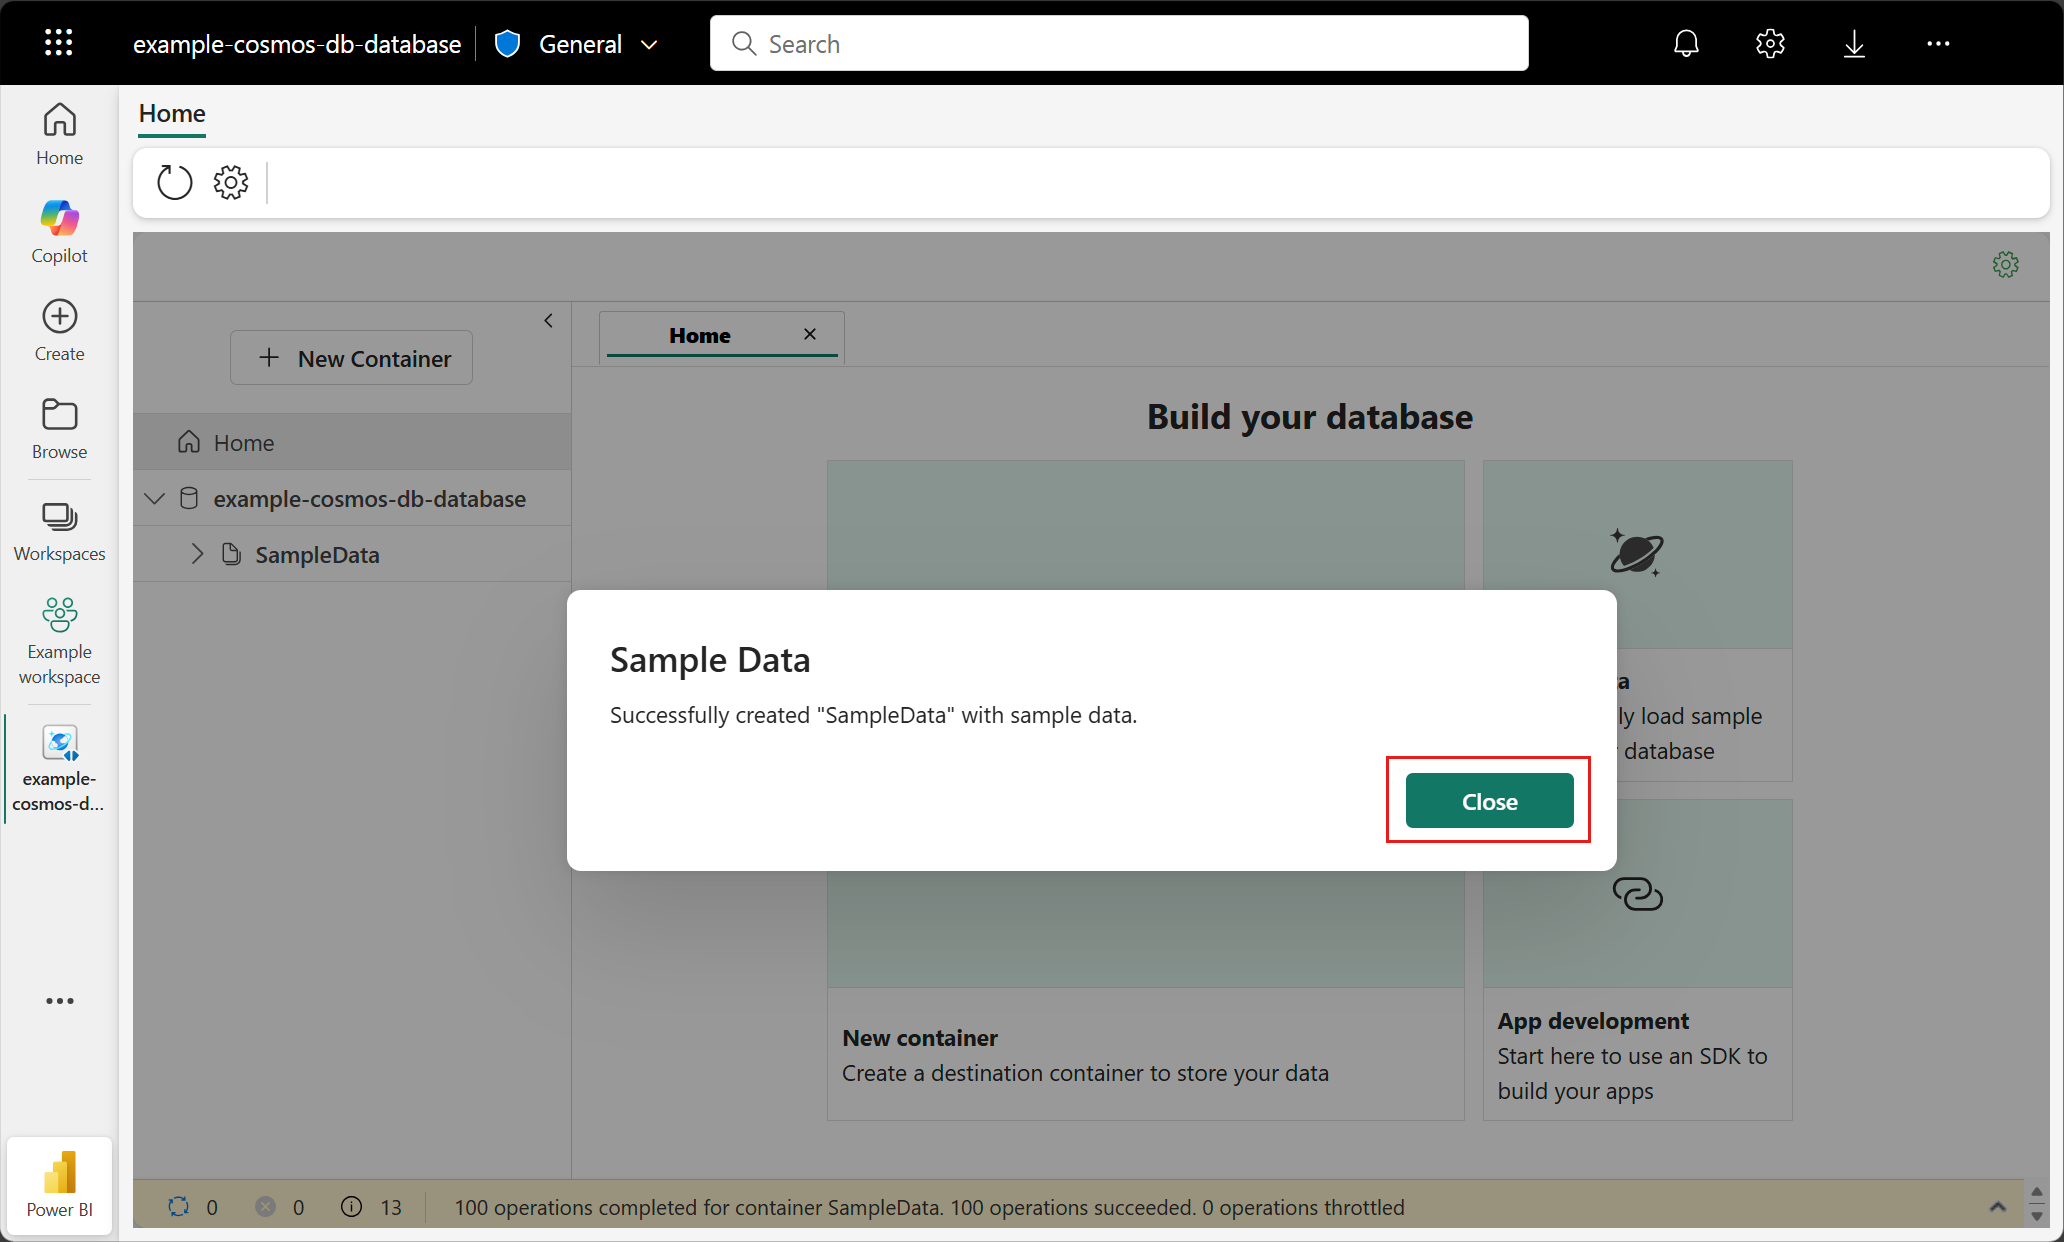 example-cosmos-db-database
General
Search
Home
Copilot
Create
Browse
Workspaces
Example
workspace
example-
cosmos-d...
Power BI
Home
New Container
Home
example-cosmos-db-database
SampleData
Home
Build your database
a
ly load sample
database
Sample Data
Successfully created "SampleData" with sample data.
Close
New container
Create a destination container to store your data
App development
Start here to use an SDK to
build your apps
0
0
13
100 operations completed for container SampleData. 100 operations succeeded. 0 operations throttled